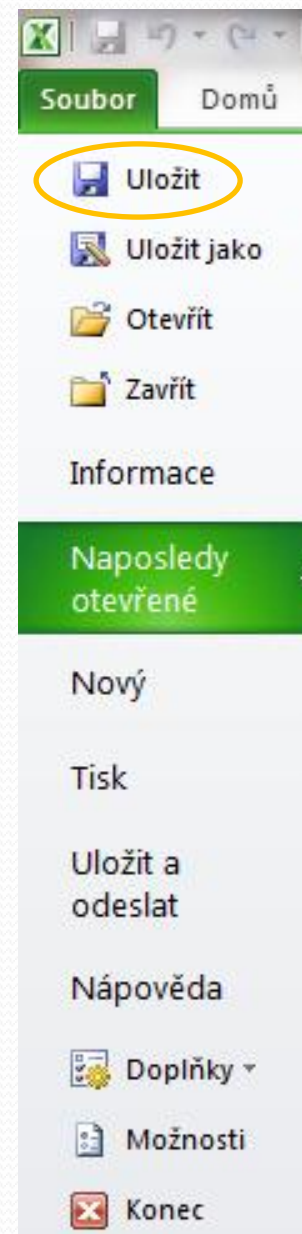 Soubor Domů
Uložit
Uložit jako
Otevřít
Zavřít
Informace
Naposledy
otevřené
Nový
Tisk
Uložit a
odeslat
Nápověda
Doplňky
Možnosti
Konec